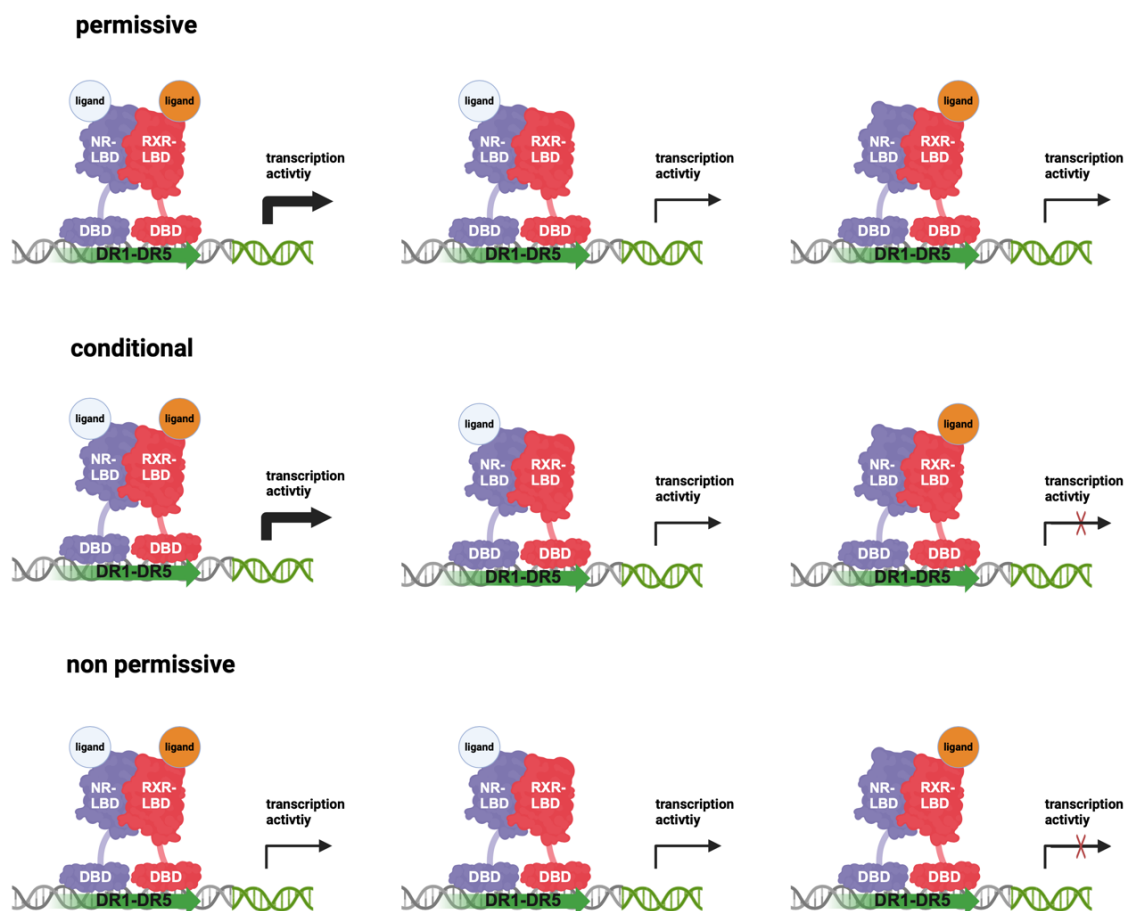 permissive
ligand
ligand
NR-
LBD
RXR-
LBD
transcription
activtiy
DBD
DBD
DR1-DR5
ligand
NR-
LBD
RXR-
LBD
transcription
activtiy
DBD
DBD
DR1-DR5
ligand
NR-
LBD
RXR-
LBD
transcription
activtiy
DBD
DBD
DR1-DR5
conditional
ligand
ligand
NR-
LBD
RXR-
LBD
transcription
activtiy
DBD
DBD
DR1-DR5
ligand
NR-
LBD
RXR-
LBD
transcription
activtiy
DBD
DBD
DR1-DR5
ligand
NR-
LBD
RXR-
LBD
transcription
activtiy
DBD
DBD
DR1-DR5
non permissive
ligand
ligand
NR-
LBD
RXR-
LBD
transcription
activtiy
DBD
DBD
DR1-DR5
ligand
NR-
LBD
RXR-
LBD
transcription
activtiy
DBD
DBD
DR1-DR5
ligand
NR-
LBD
RXR-
LBD
transcription
activtiy
DBD
DBD
DR1-DR5